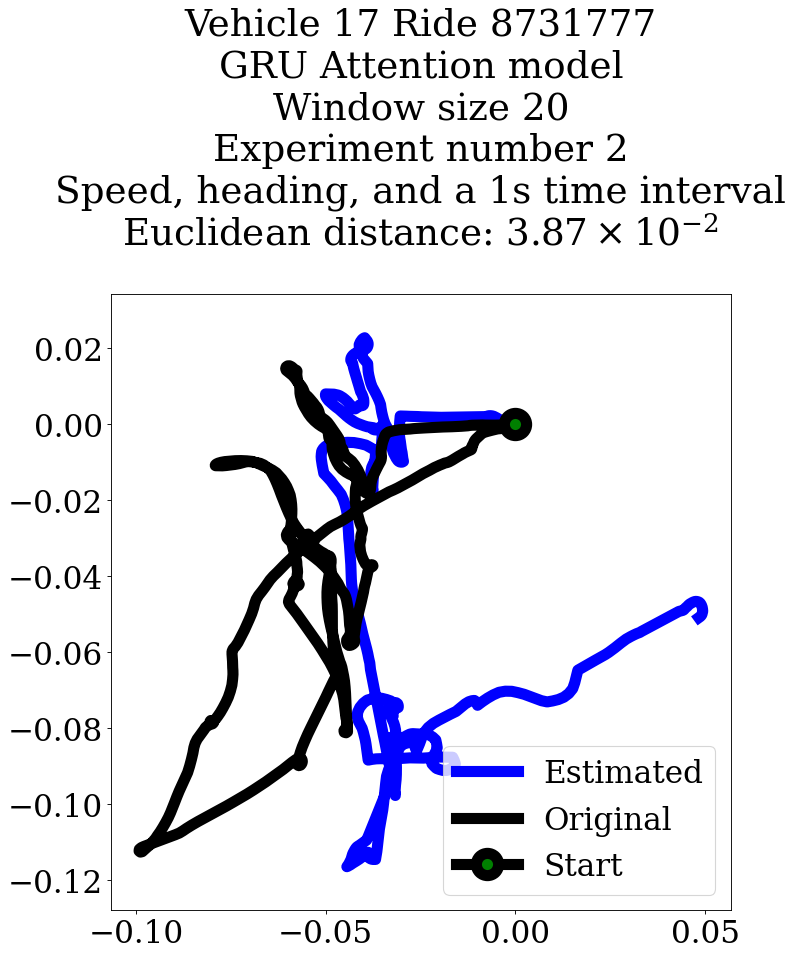 Vehicle 17 Ride 8731777
GRU Attention model
Window size 20
Experiment number 2
Speed, heading, and a 1s time interval
Euclidean distance: 3.87 × 10⁻²
0.02
0.00
−0.02
−0.04
−0.06
−0.08
−0.10
−0.12
Estimated
Original
Start
−0.10
−0.05
0.00
0.05